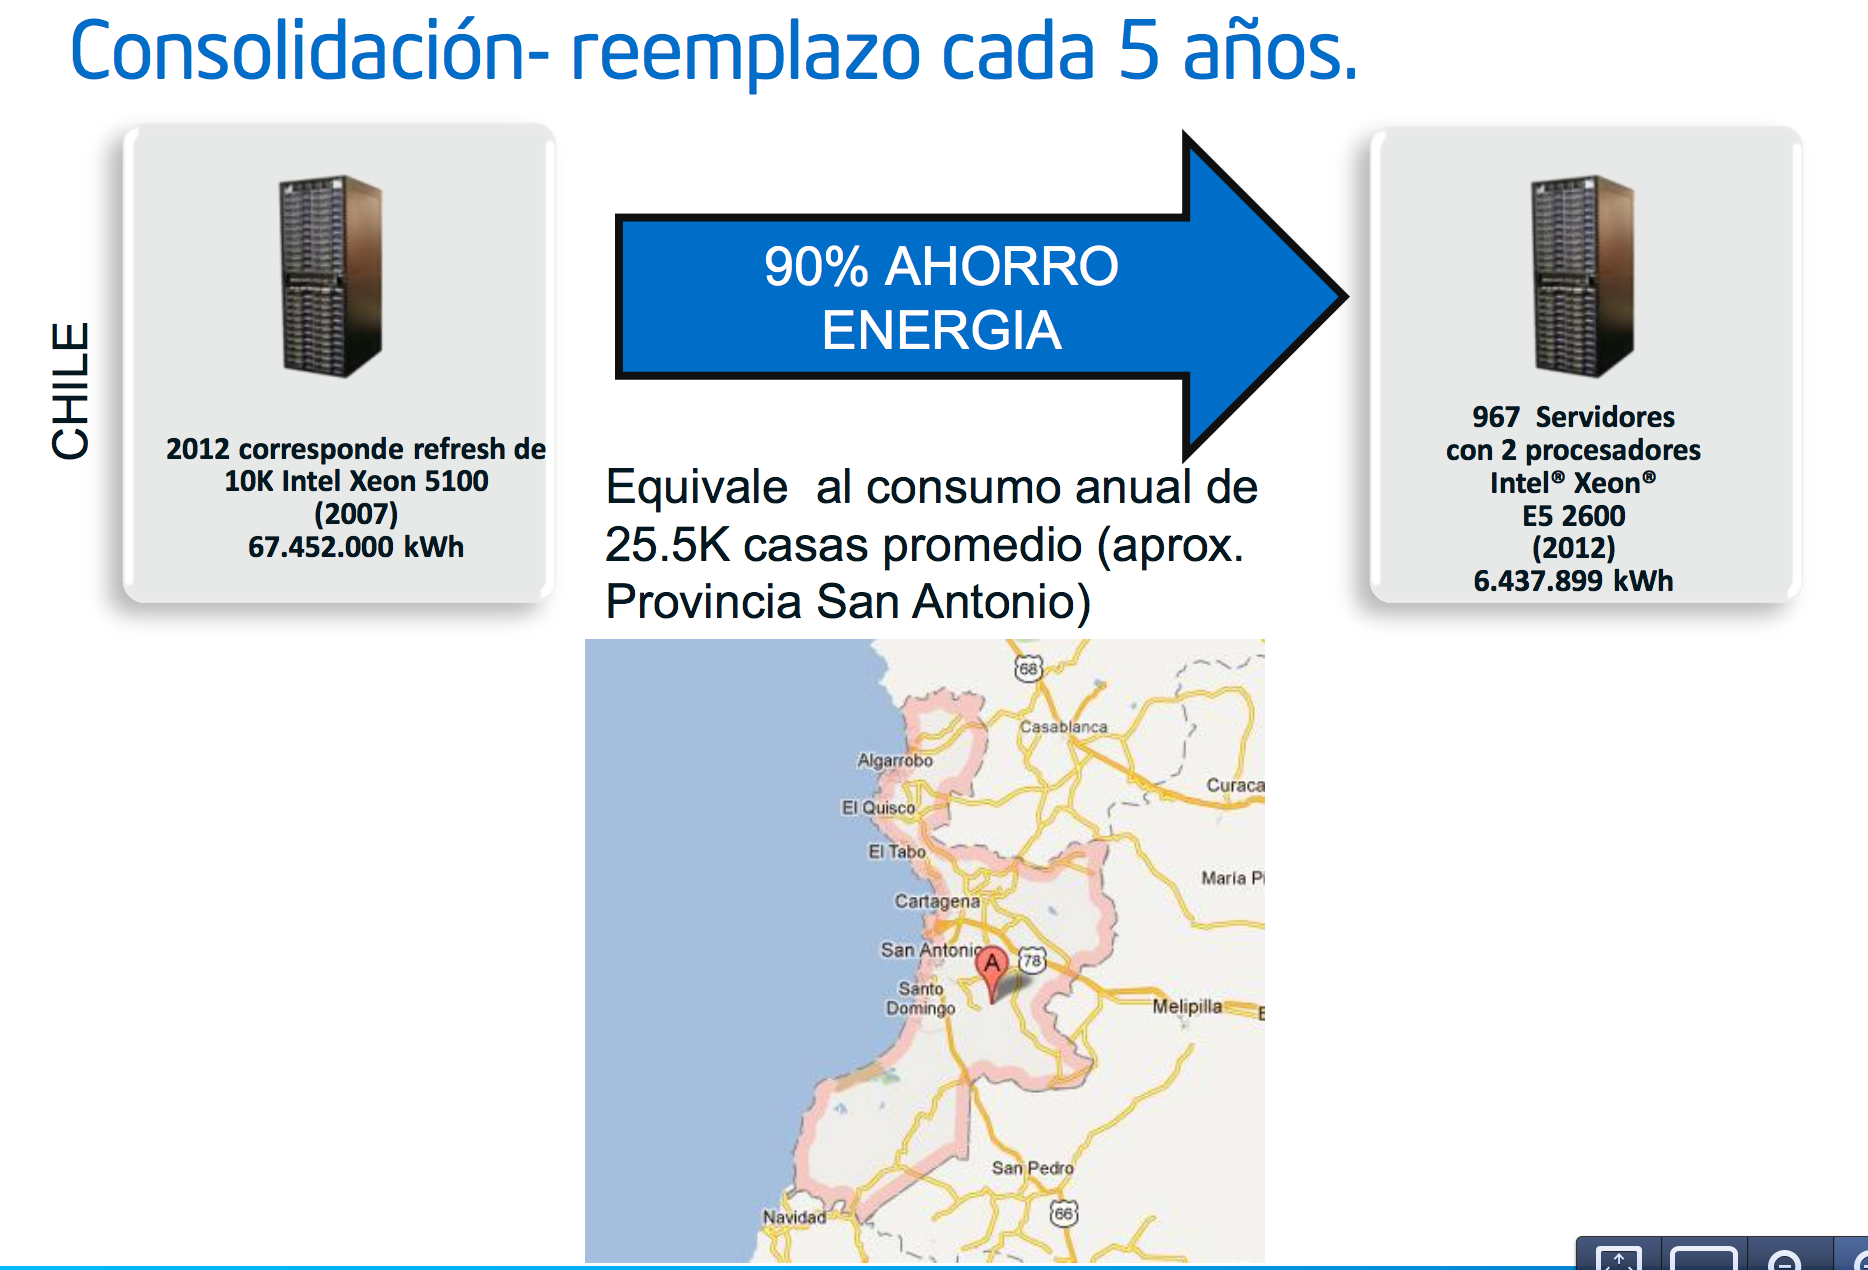 Consolidación- reemplazo cada 5 años.
CHILE
2012 corresponde refresh de
10K Intel Xeon 5100
(2007)
67.452.000 kWh
90% AHORRO
ENERGIA
967 Servidores
con 2 procesadores
Intel® Xeon®
E5 2600
(2012)
6.437.899 kWh
Equivale al consumo anual de
25.5K casas promedio (aprox.
Provincia San Antonio)
68
Casablanca
Algarrobo
Curaca
El Quisco
El Tabo
María Pi
Cartagena
San Antonio
A
78
Santo
Domingo
Melipilla
E
San Pedro
66
Navidad